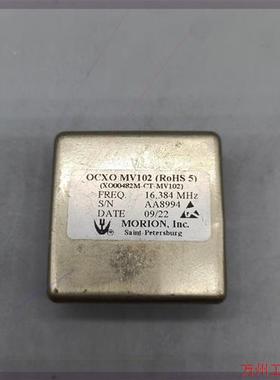 OCXO MV102 (RoHS 5)
(XO00482M-CT-MV102)
FREQ. 16,384 MHz
S/N AA8994
DATE 09/22
MORION, Inc.
Saint-Petersburg